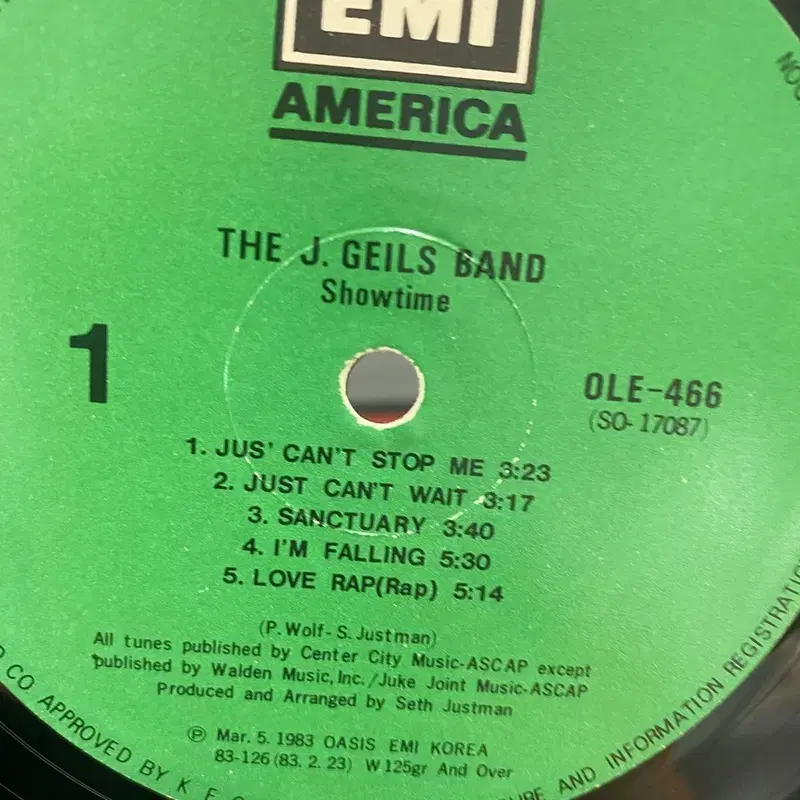 EMI
AMERICA
THE J. GEILS BAND
Showtime
1
OLE-466
(SO-17087)
1. JUS' CAN'T STOP ME 3:23
2. JUST CAN'T WAIT 3:17
3. SANCTUARY 3:40
4. I'M FALLING 5:30
5. LOVE RAP(Rap) 5:14
(P. Wolf-S. Justman)
All tunes published by Center City Music-ASCAP except
published by Walden Music, Inc./Juke Joint Music-ASCAP
Produced and Arranged by Seth Justman
Ⓟ Mar. 5. 1983 OASIS EMI KOREA
83-126 (83. 2. 23) W125gr And Over
CO APPROVED BY K
AND INFORMATION REGISTRATION